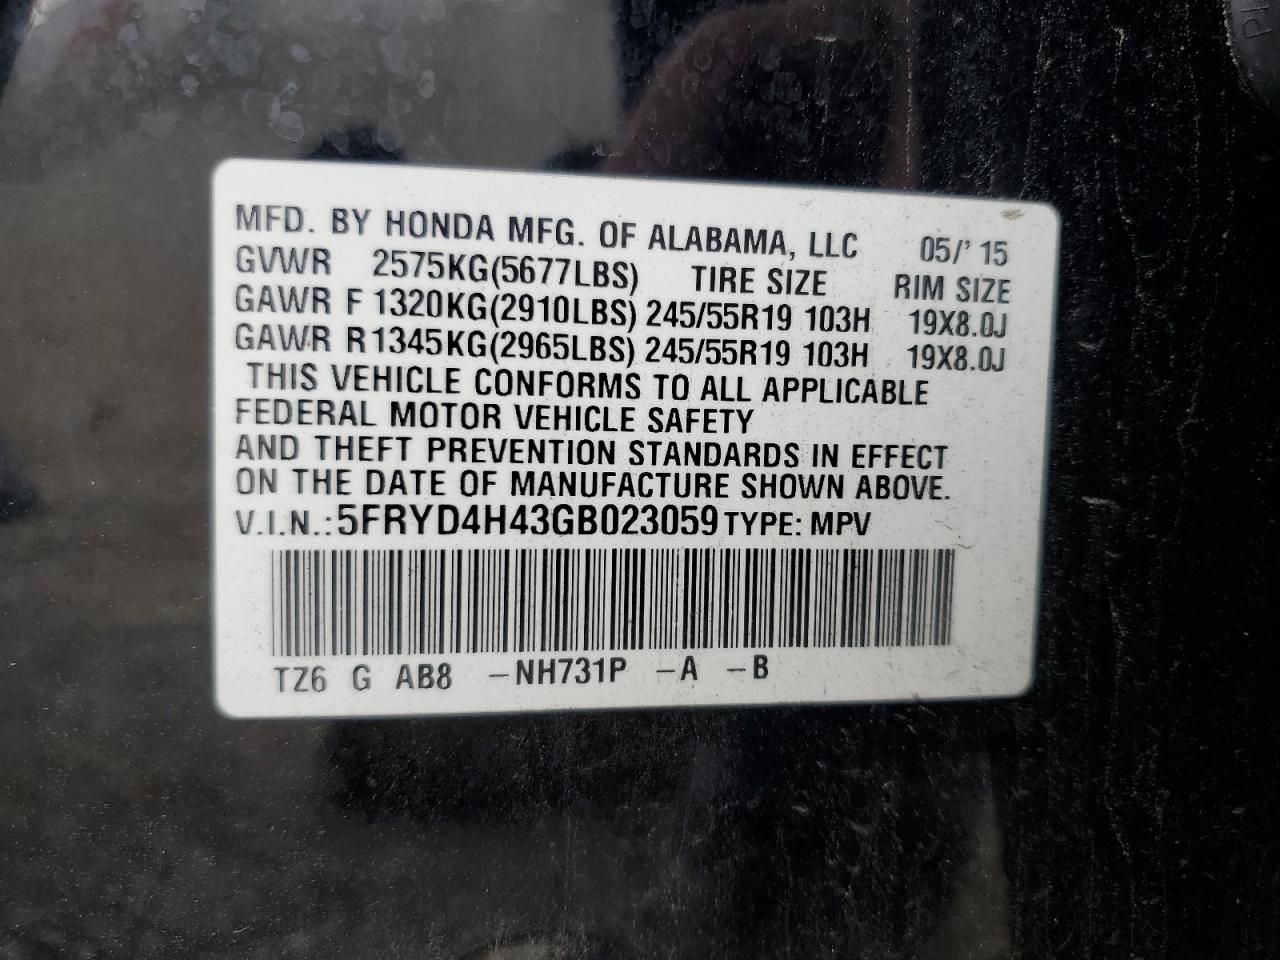 MFD. BY HONDA MFG. OF ALABAMA, LLC 05/' 15
GVWR 2575KG(5677LBS) TIRE SIZE RIM SIZE
GAWR F 1320KG(2910LBS) 245/55R19 103H 19X8.0J
GAWR R 1345KG(2965LBS) 245/55R19 103H 19X8.0J
THIS VEHICLE CONFORMS TO ALL APPLICABLE
FEDERAL MOTOR VEHICLE SAFETY
AND THEFT PREVENTION STANDARDS IN EFFECT
ON THE DATE OF MANUFACTURE SHOWN ABOVE.
V.I.N.: 5FRYD4H43GB023059 TYPE: MPV
TZ6 G AB8 -NH731P -A -B